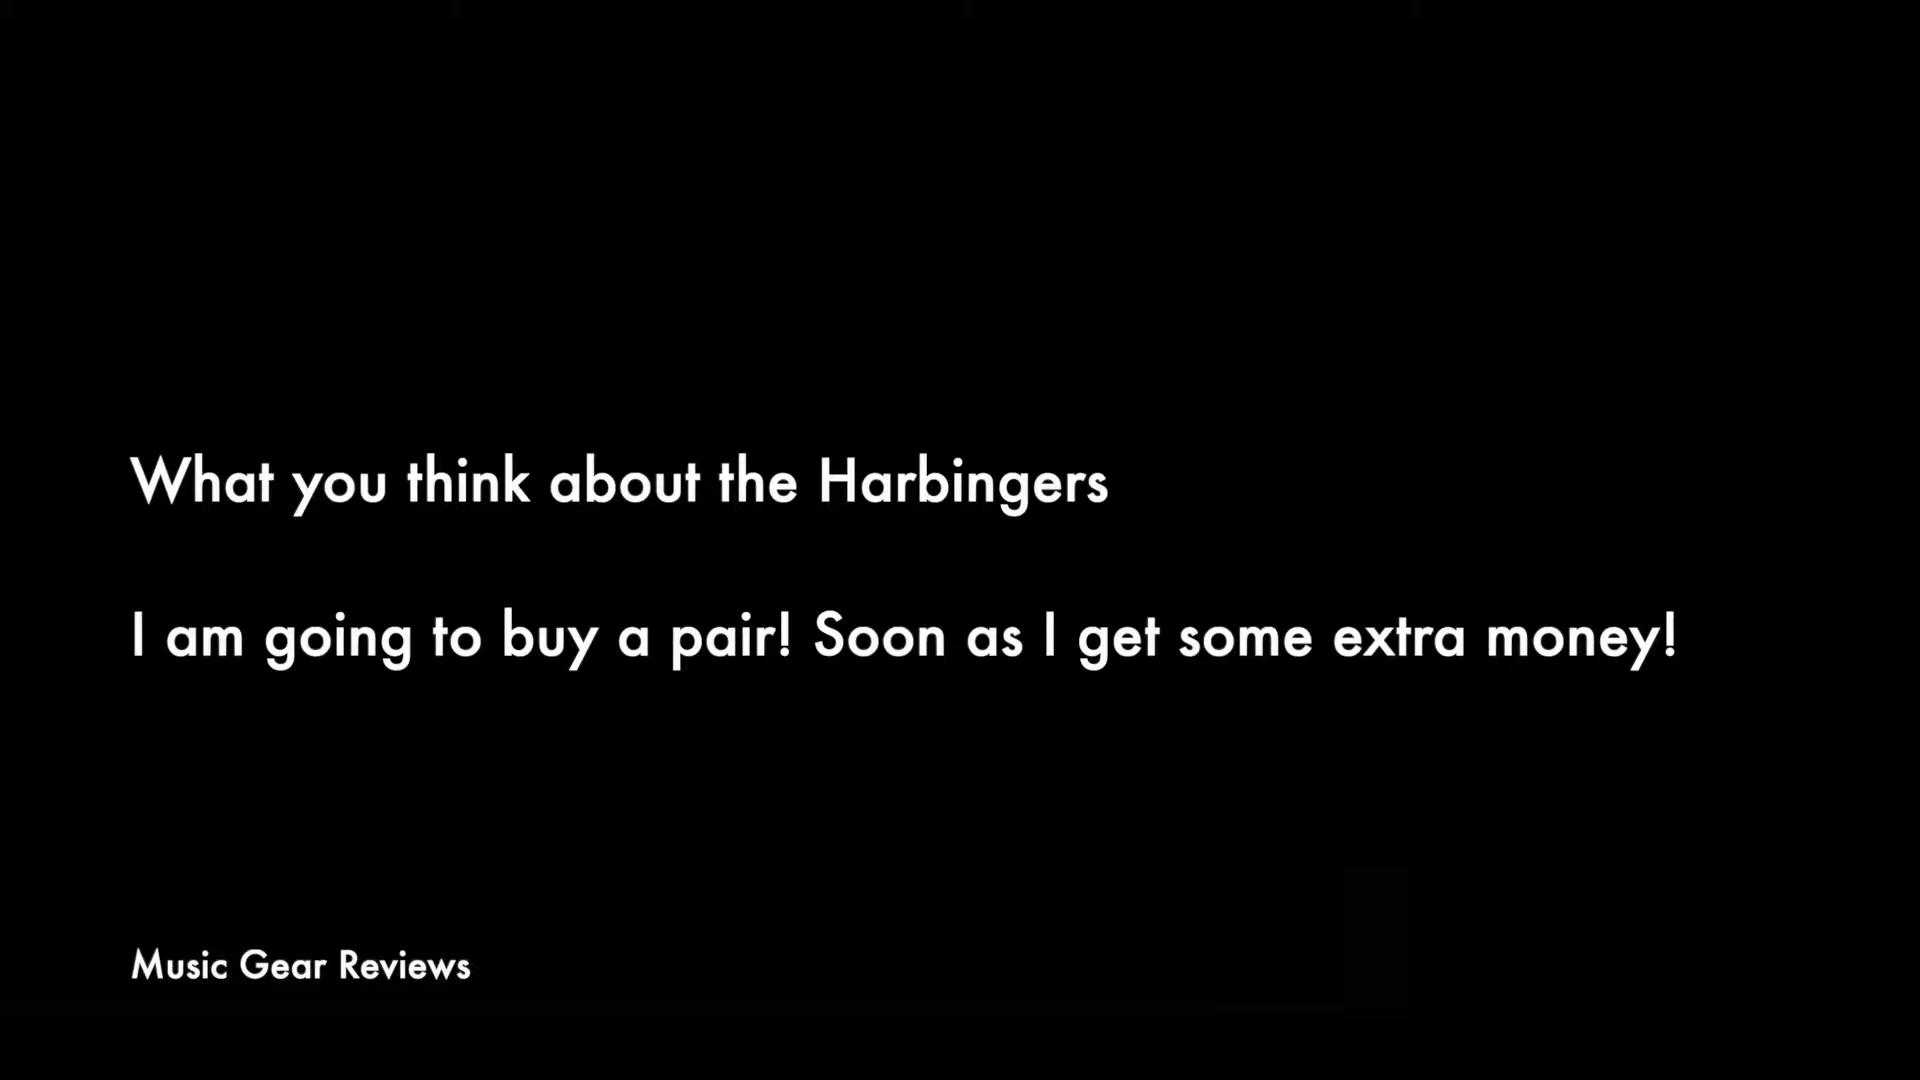 What you think about the Harbingers
I am going to buy a pair! Soon as I get some extra money!
Music Gear Reviews